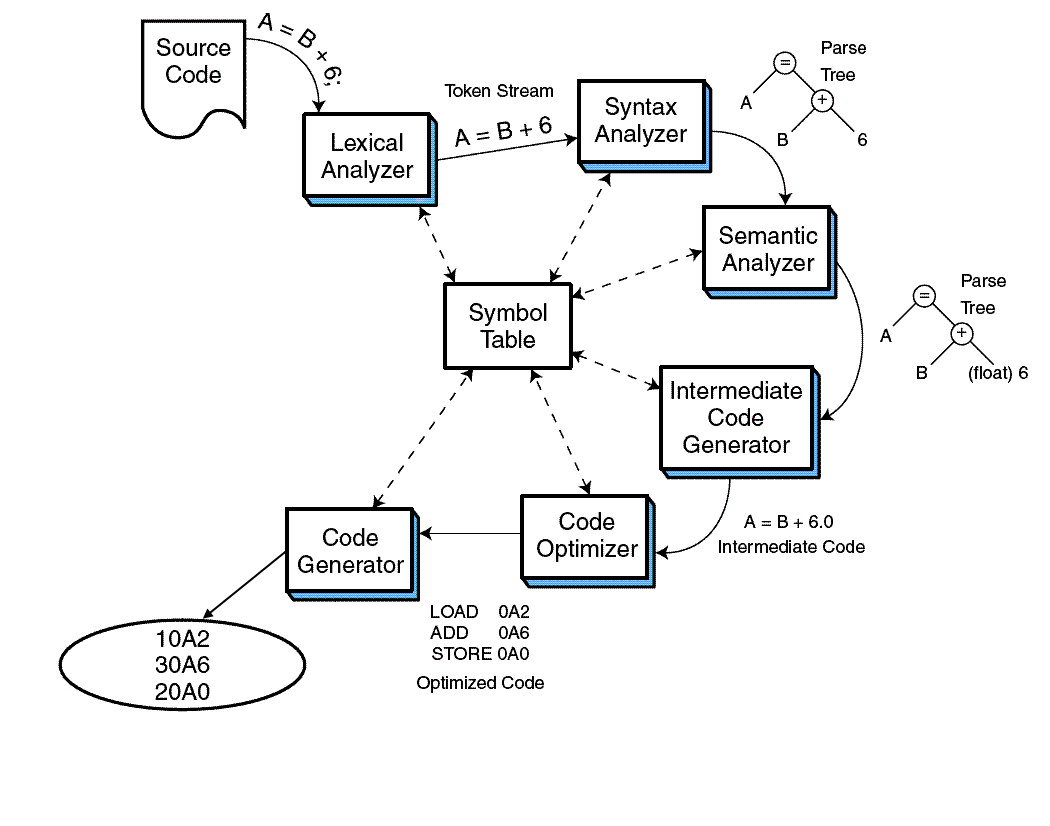 Source
Code
A = B + 6;
Lexical
Analyzer
Token Stream
A = B + 6
Syntax
Analyzer
Parse
Tree
=
A
+
B
6
Semantic
Analyzer
Parse
Tree
=
A
+
B
(float) 6
Symbol
Table
Intermediate
Code
Generator
A = B + 6.0
Intermediate Code
Code
Optimizer
LOAD 0A2
ADD 0A6
STORE 0A0
Optimized Code
Code
Generator
10A2
30A6
20A0